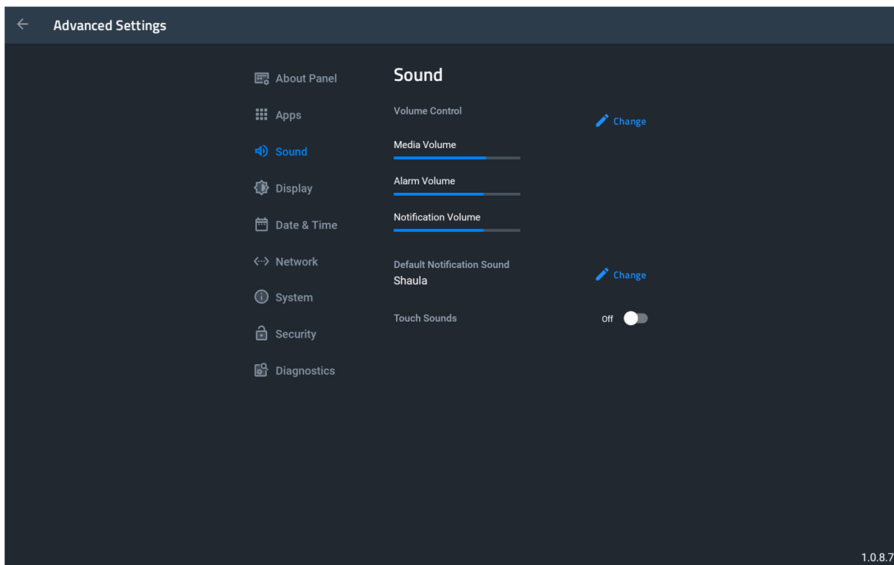 Advanced Settings
About Panel
Apps
Sound
Display
Date & Time
Network
System
Security
Diagnostics
Sound
Volume Control
Change
Media Volume
Alarm Volume
Notification Volume
Default Notification Sound
Shaula
Change
Touch Sounds
Off
1.0.8.7